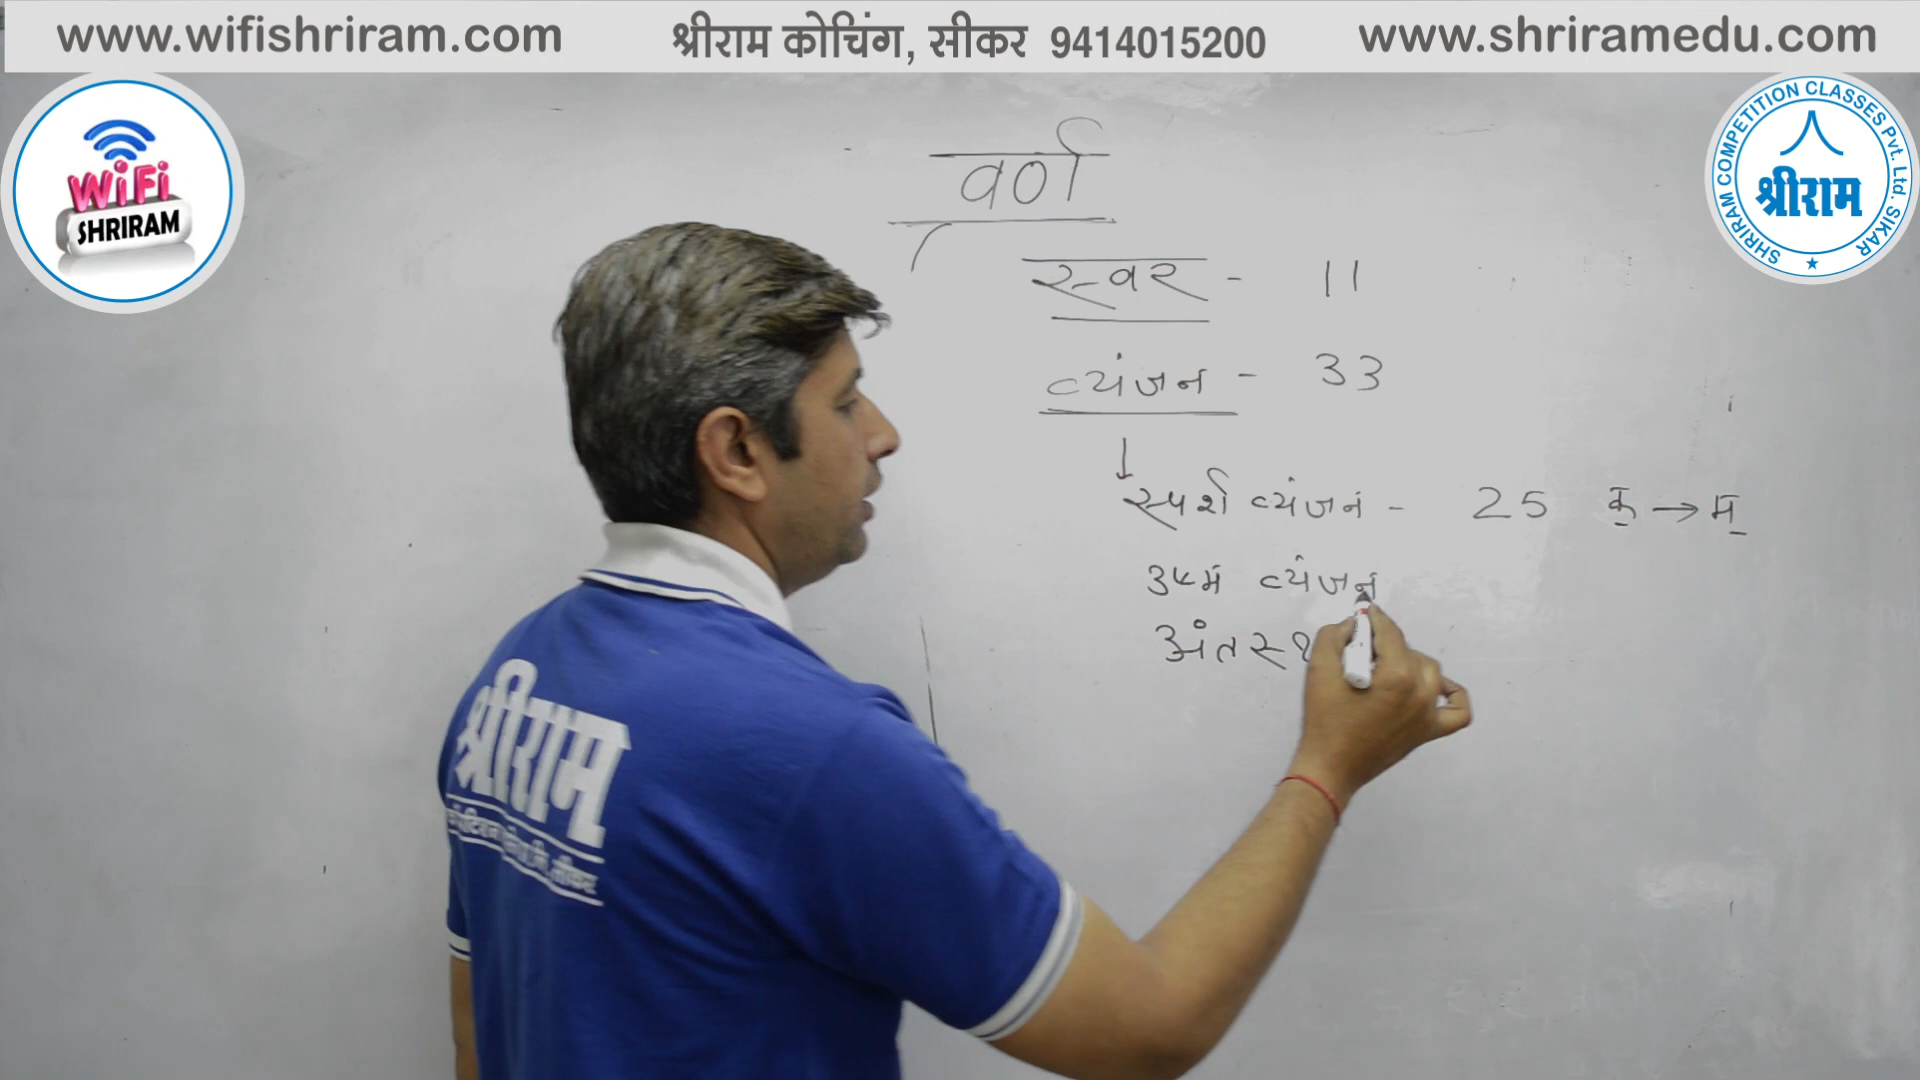 www.wifishriram.com श्रीराम कोचिंग, सीकर 9414015200 www.shriramedu.com
WiFi
SHRIRAM
SHRIRAM COMPETITION CLASSES Pvt. Ltd. SIKAR
श्रीराम
वर्ण
स्वर - 11
व्यंजन - 33
स्पर्श व्यंजन - 25 क → म
उष्म व्यंजन
अंतस्थ
श्रीराम